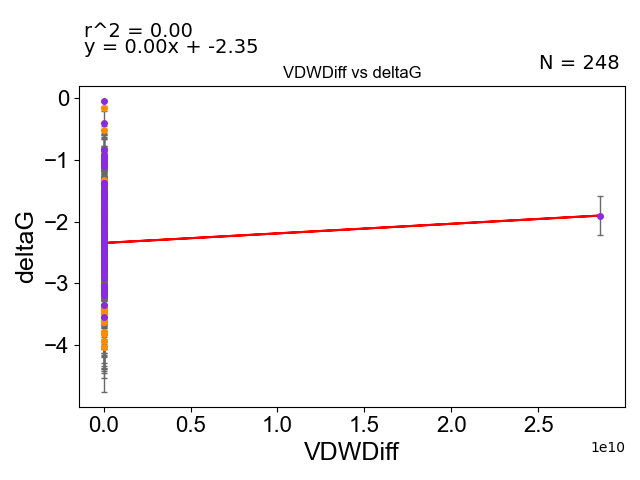 r^2 = 0.00
y = 0.00x + -2.35
N = 248
VDWDiff vs deltaG
0
−1
−2
−3
−4
deltaG
0.0 0.5 1.0 1.5 2.0 2.5
1e10
VDWDiff